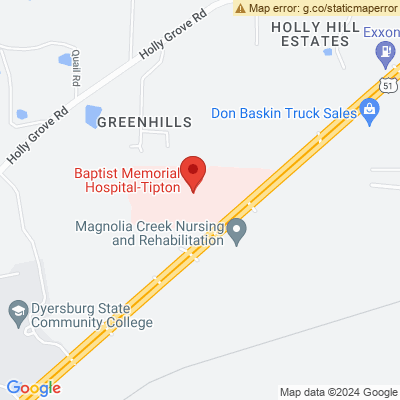 Map error: g.co/staticmaperror
HOLLY HILL
ESTATES
Exxon
Holly Grove Rd
Quail Rd
51
Don Baskin Truck Sales
GREENHILLS
Holly Grove Rd
Baptist Memorial
Hospital-Tipton
Magnolia Creek Nursing
and Rehabilitation
Dyersburg State
Community College
Google
Map data ©2024 Google